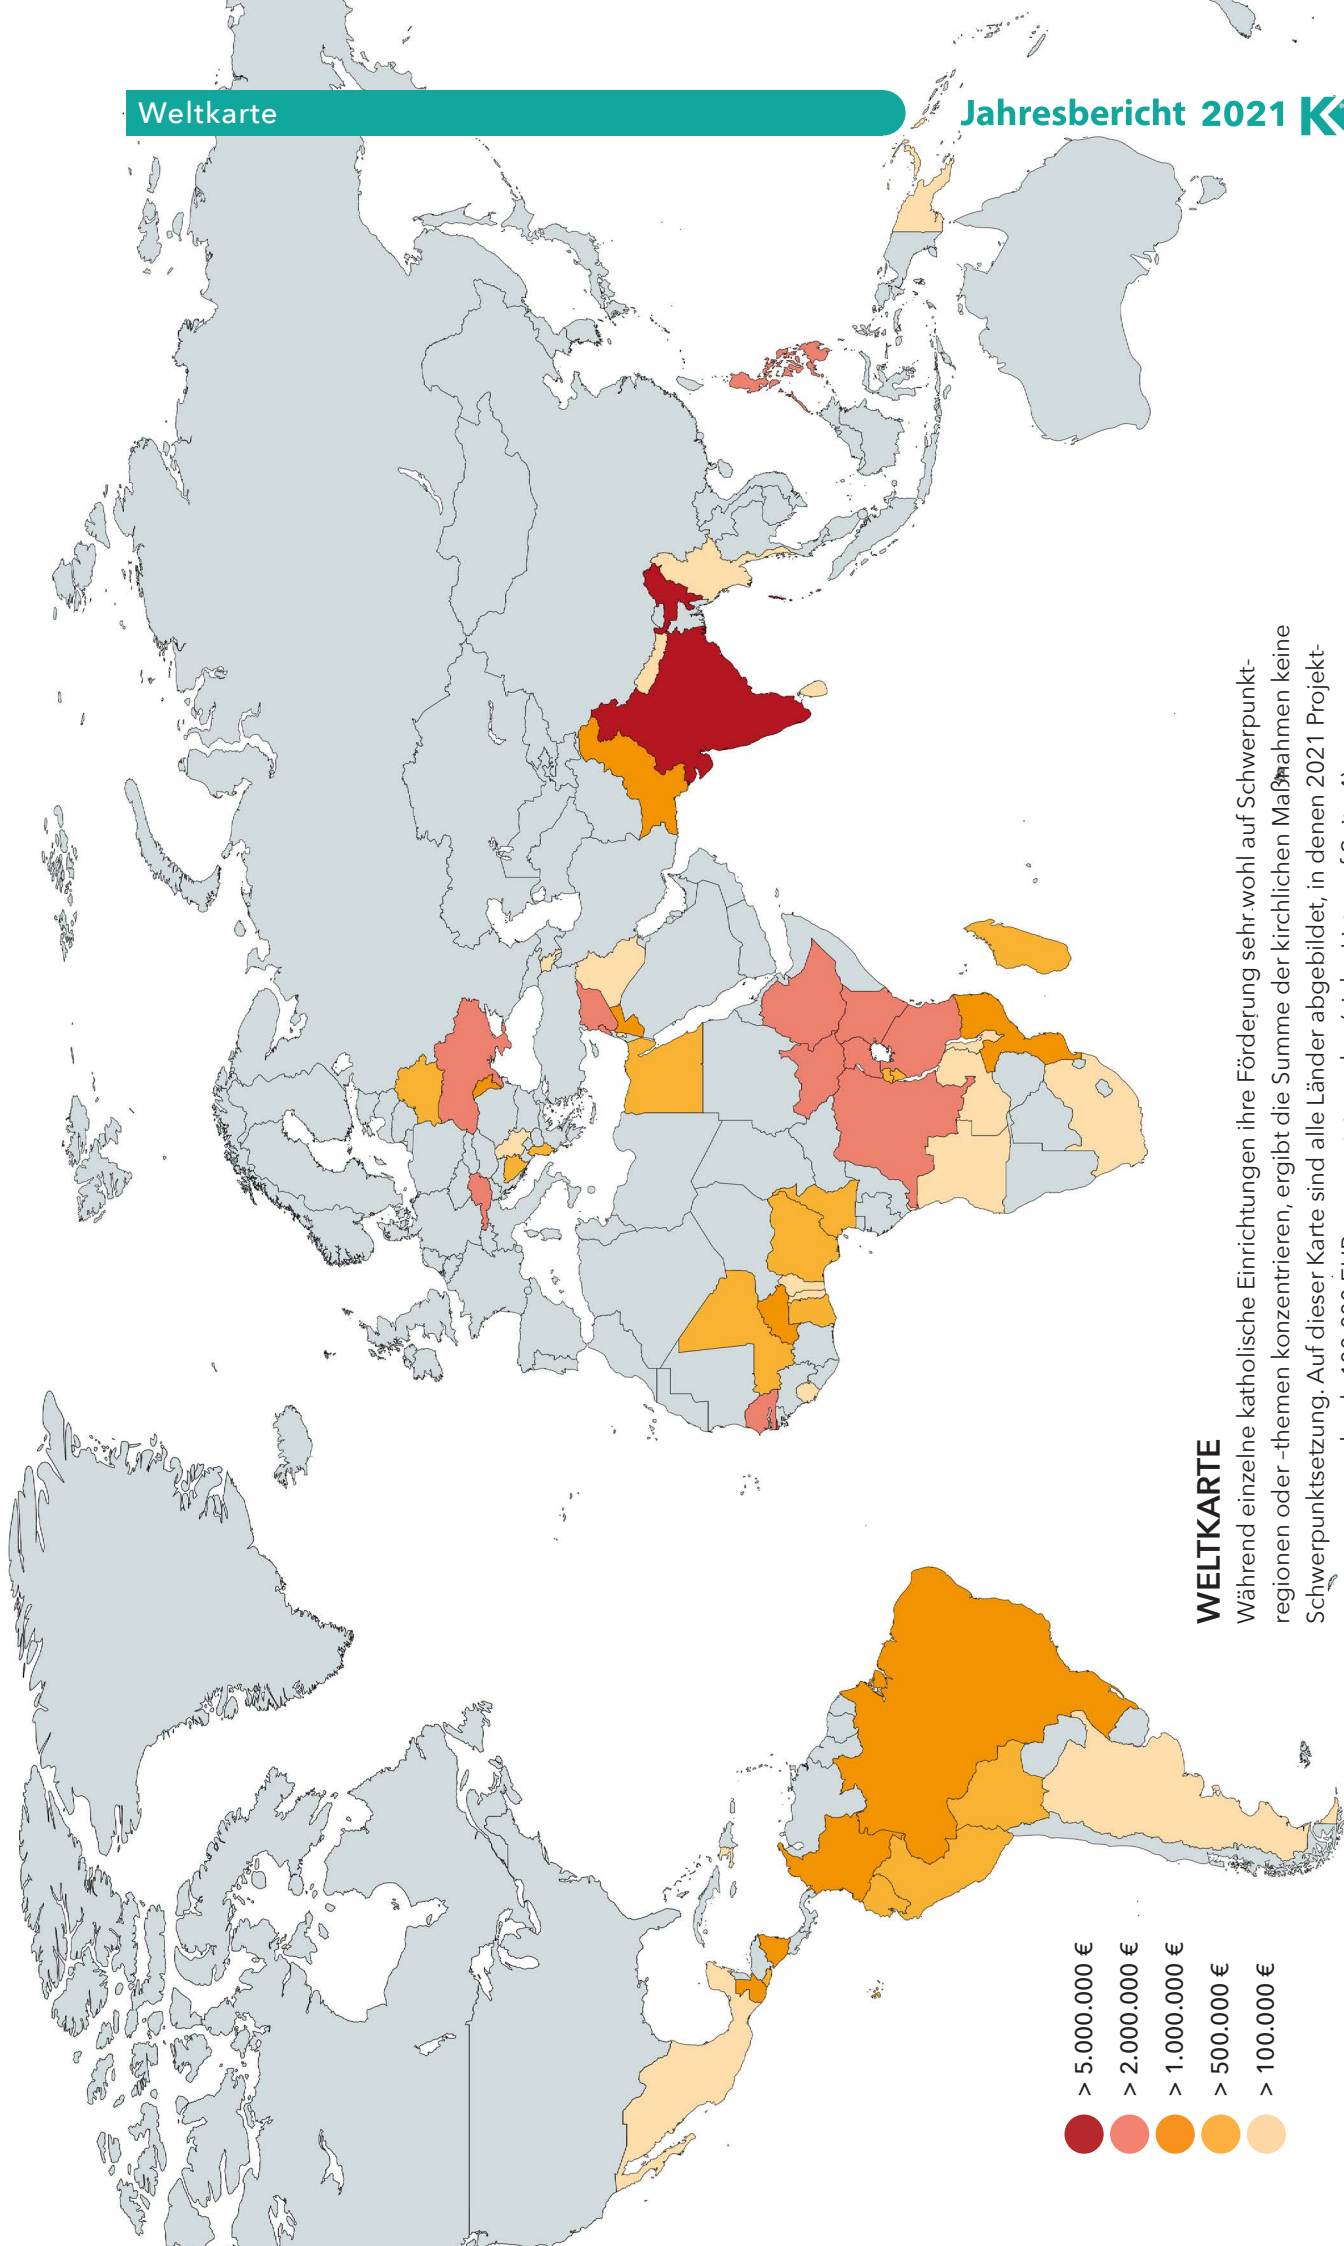 Weltkarte
Jahresbericht 2021
WELTKARTE
Während einzelne katholische Einrichtungen ihre Förderung sehr wohl auf Schwerpunkt-
regionen oder -themen konzentrieren, ergibt die Summe der kirchlichen Maßnahmen keine
Schwerpunktsetzung. Auf dieser Karte sind alle Länder abgebildet, in denen 2021 Projekt-
> 5.000.000 €
> 2.000.000 €
> 1.000.000 €
> 500.000 €
> 100.000 €